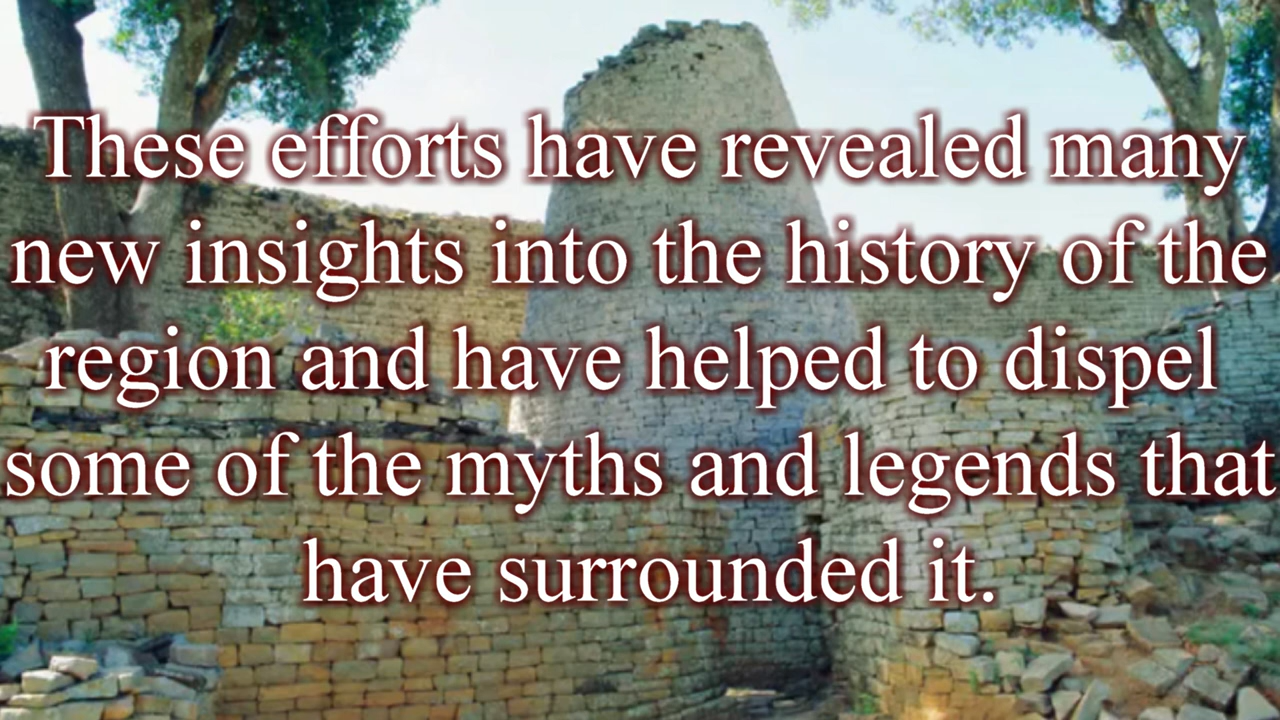 These efforts have revealed many
new insights into the history of the
region and have helped to dispel
some of the myths and legends that
have surrounded it.